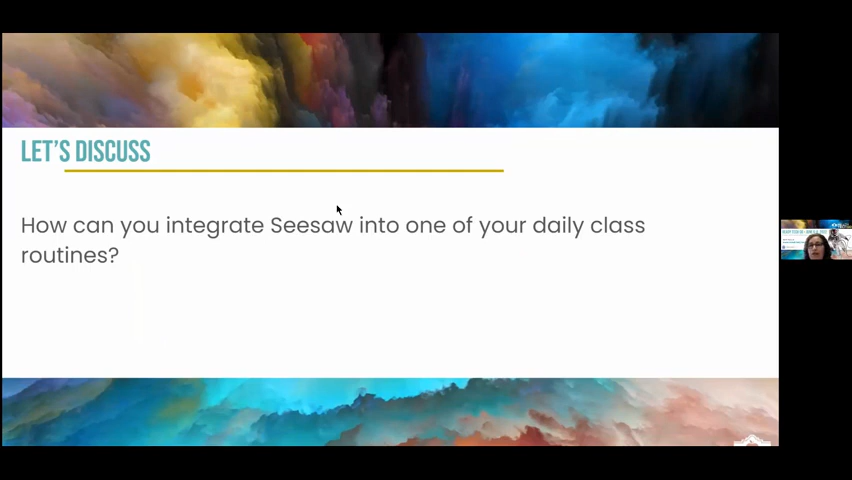 LET'S DISCUSS
How can you integrate Seesaw into one of your daily class
routines?